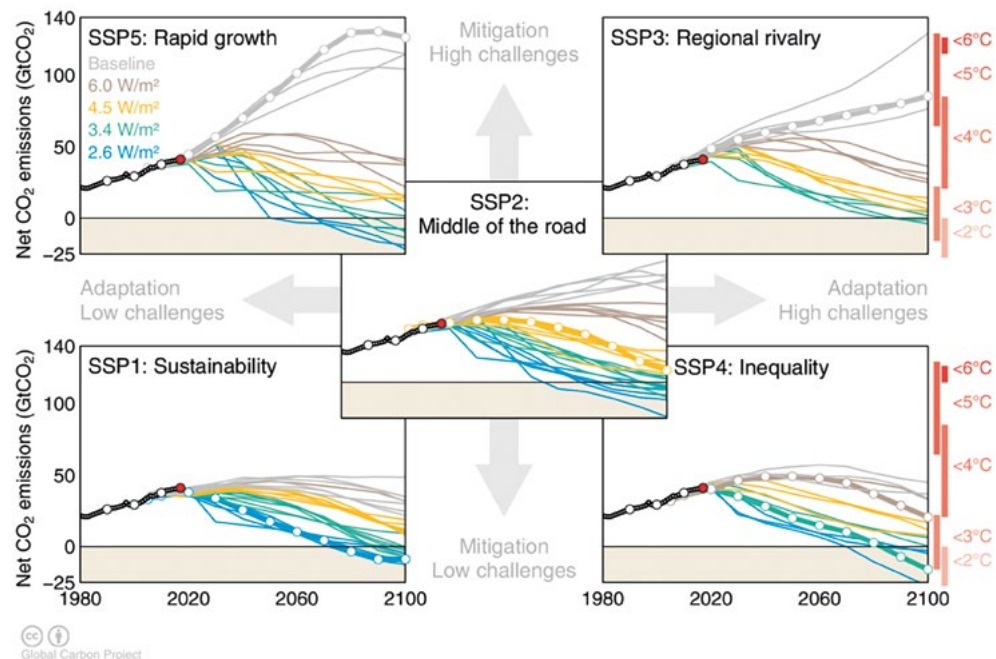 140
100
50
0
−25
Net CO₂ emissions (GtCO₂)
SSP5: Rapid growth
Baseline
6.0 W/m²
4.5 W/m²
3.4 W/m²
2.6 W/m²
Mitigation
High challenges
SSP3: Regional rivalry
<6°C
<5°C
<4°C
<3°C
<2°C
SSP2:
Middle of the road
Adaptation
Low challenges
Adaptation
High challenges
140
100
50
0
−25
Net CO₂ emissions (GtCO₂)
SSP1: Sustainability
SSP4: Inequality
<6°C
<5°C
<4°C
<3°C
<2°C
Mitigation
Low challenges
1980
2020
2060
2100
1980
2020
2060
2100
cc
Global Carbon Project